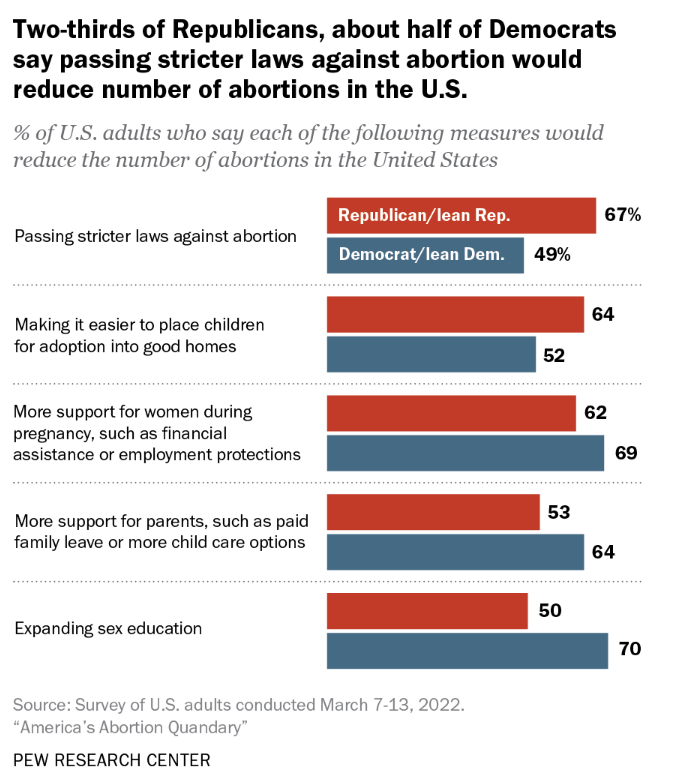 Two-thirds of Republicans, about half of Democrats
say passing stricter laws against abortion would
reduce number of abortions in the U.S.
% of U.S. adults who say each of the following measures would
reduce the number of abortions in the United States
Passing stricter laws against abortion
Republican/lean Rep. 67%
Democrat/lean Dem. 49%
Making it easier to place children
for adoption into good homes
64
52
More support for women during
pregnancy, such as financial
assistance or employment protections
62
69
More support for parents, such as paid
family leave or more child care options
53
64
Expanding sex education
50
70
Source: Survey of U.S. adults conducted March 7-13, 2022.
“America’s Abortion Quandary”
PEW RESEARCH CENTER